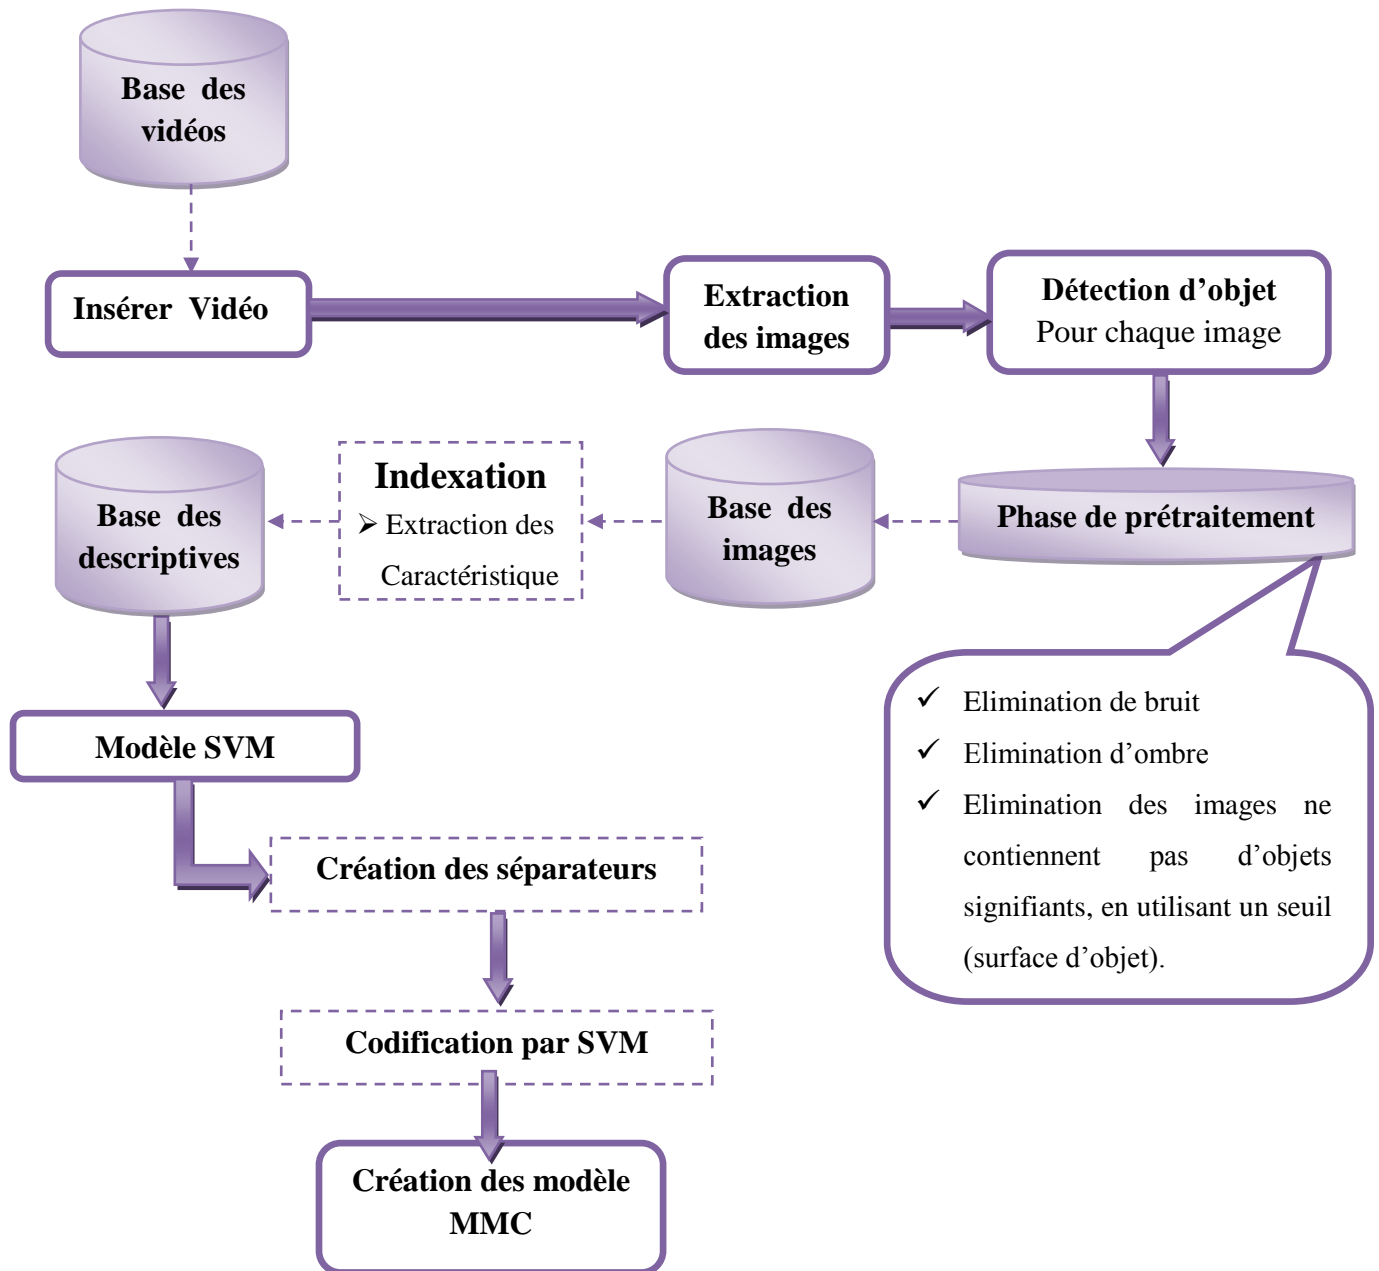 Base des
vidéos
Insérer Vidéo
Extraction
des images
Détection d’objet
Pour chaque image
Base des
descriptives
Indexation
➢ Extraction des
Caractéristique
Base des
images
Phase de prétraitement
✓ Elimination de bruit
✓ Elimination d’ombre
✓ Elimination des images ne
contiennent pas d’objets
signifiants, en utilisant un seuil
(surface d’objet).
Modèle SVM
Création des séparateurs
Codification par SVM
Création des modèle
MMC